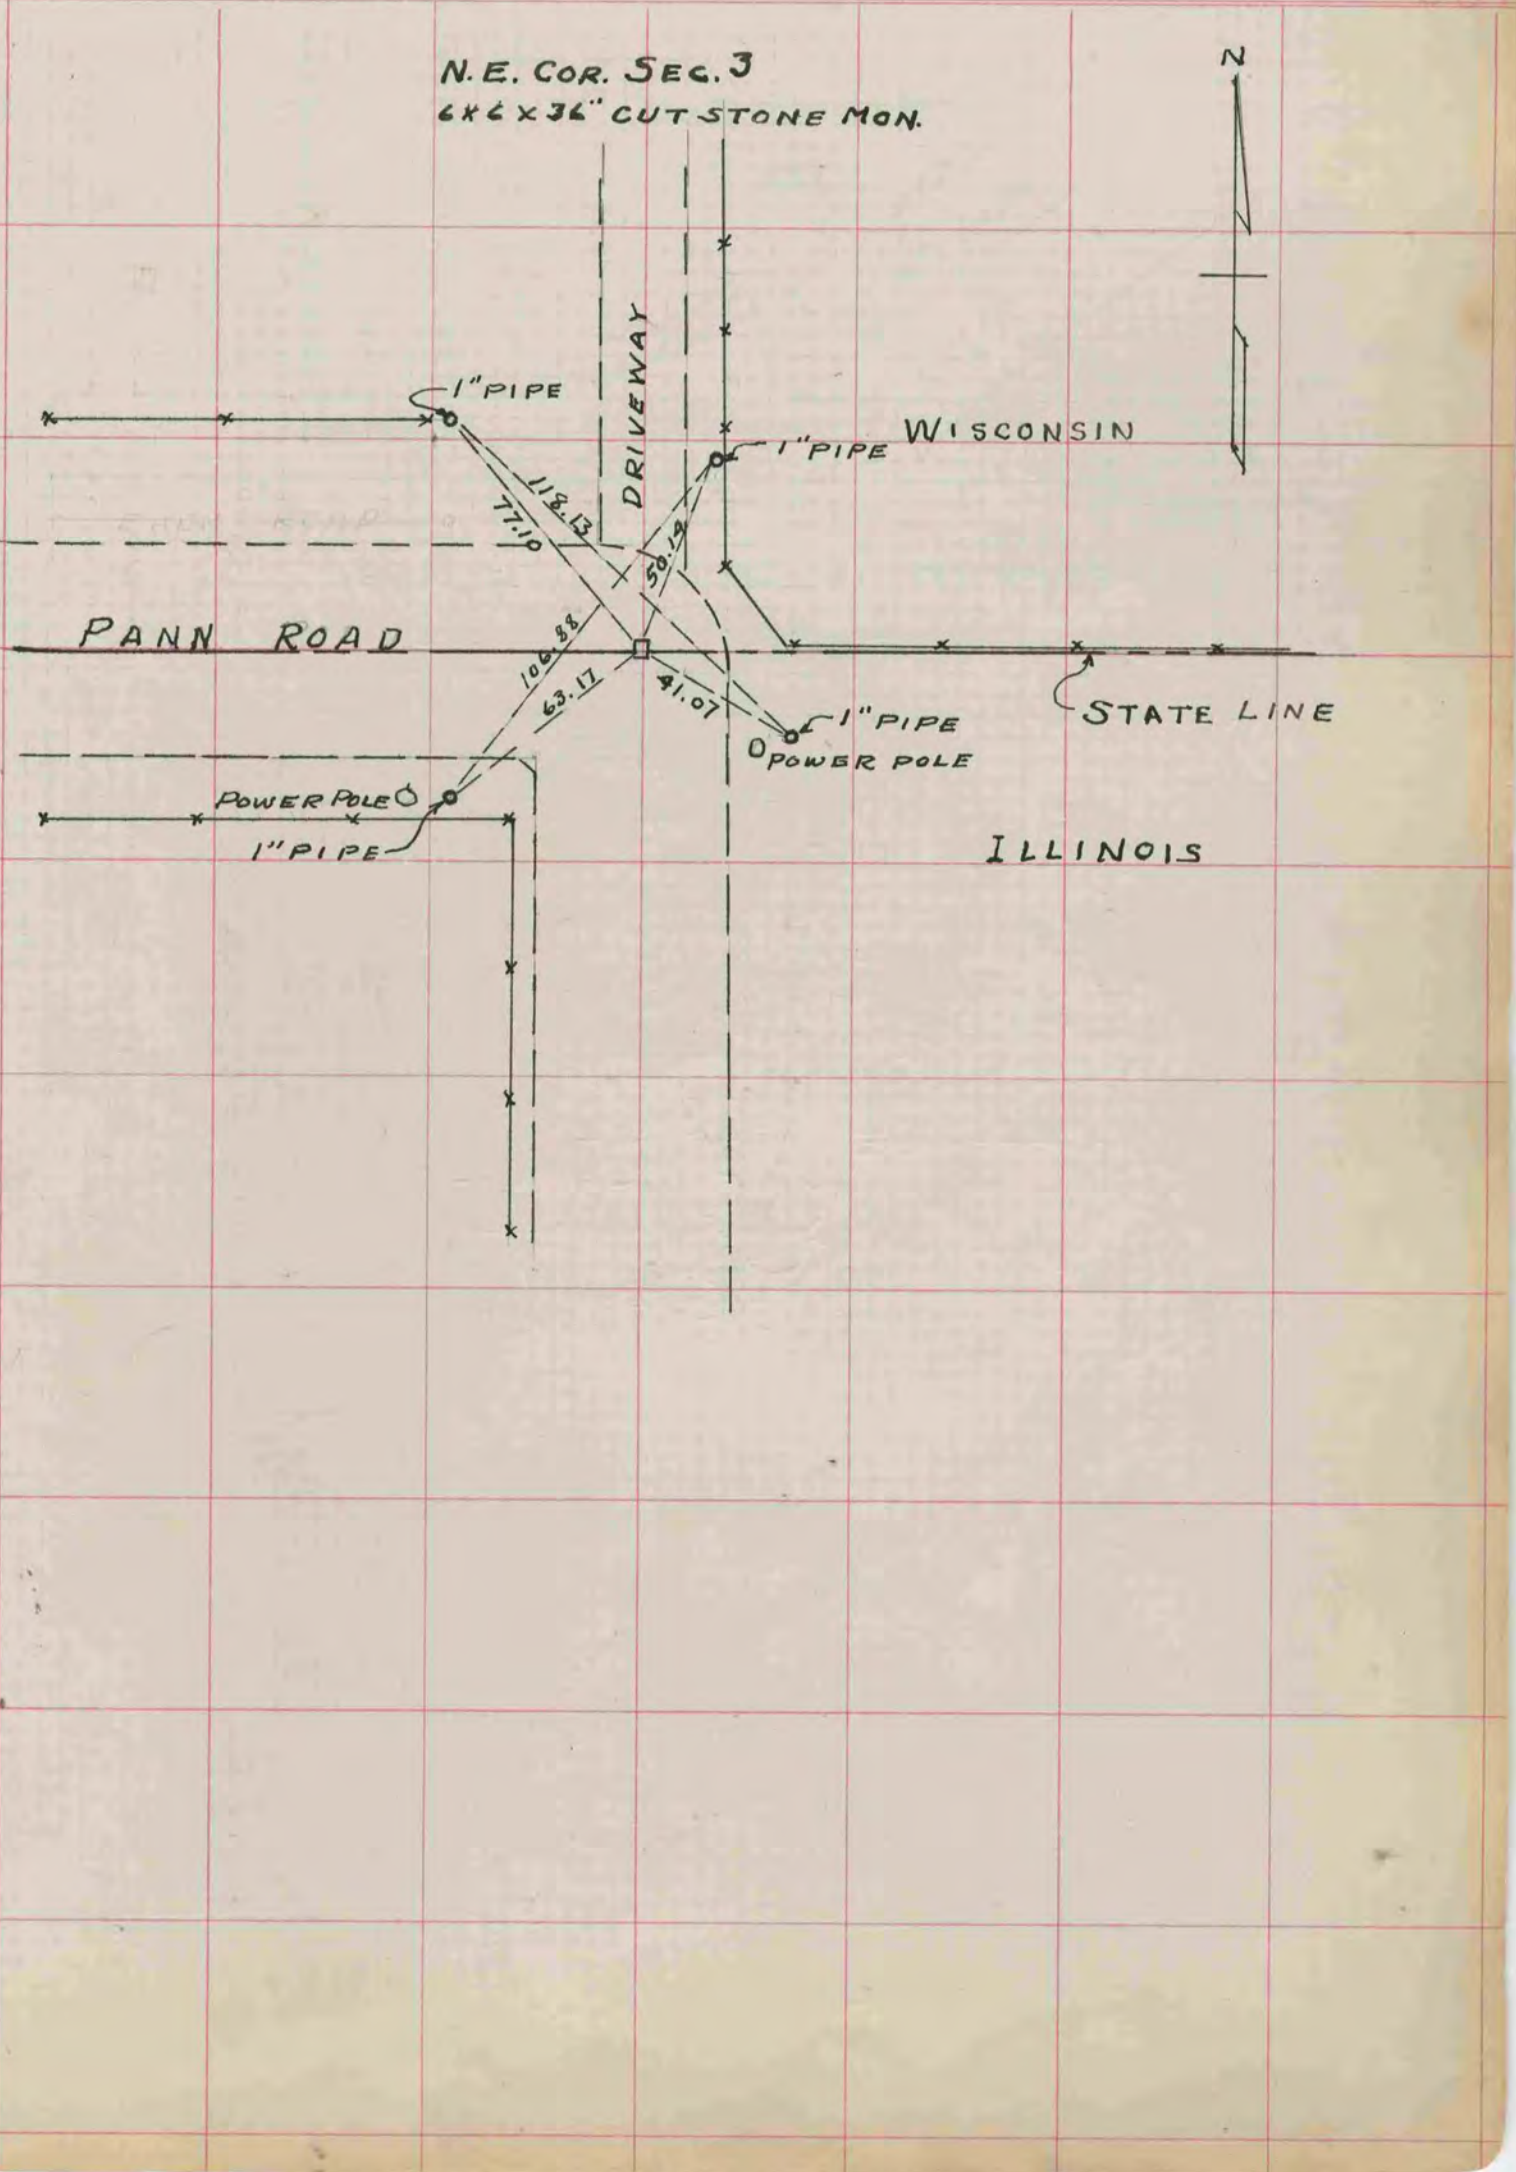 N.E. COR. SEC. 3
6 X 6 X 36" CUT STONE MON.
N
DRIVEWAY
1" PIPE
1" PIPE
WISCONSIN
118.13
77.10
50.19
PANN ROAD
106.88
63.17
41.07
STATE LINE
1" PIPE
POWER POLE
POWER POLE
1" PIPE
ILLINOIS